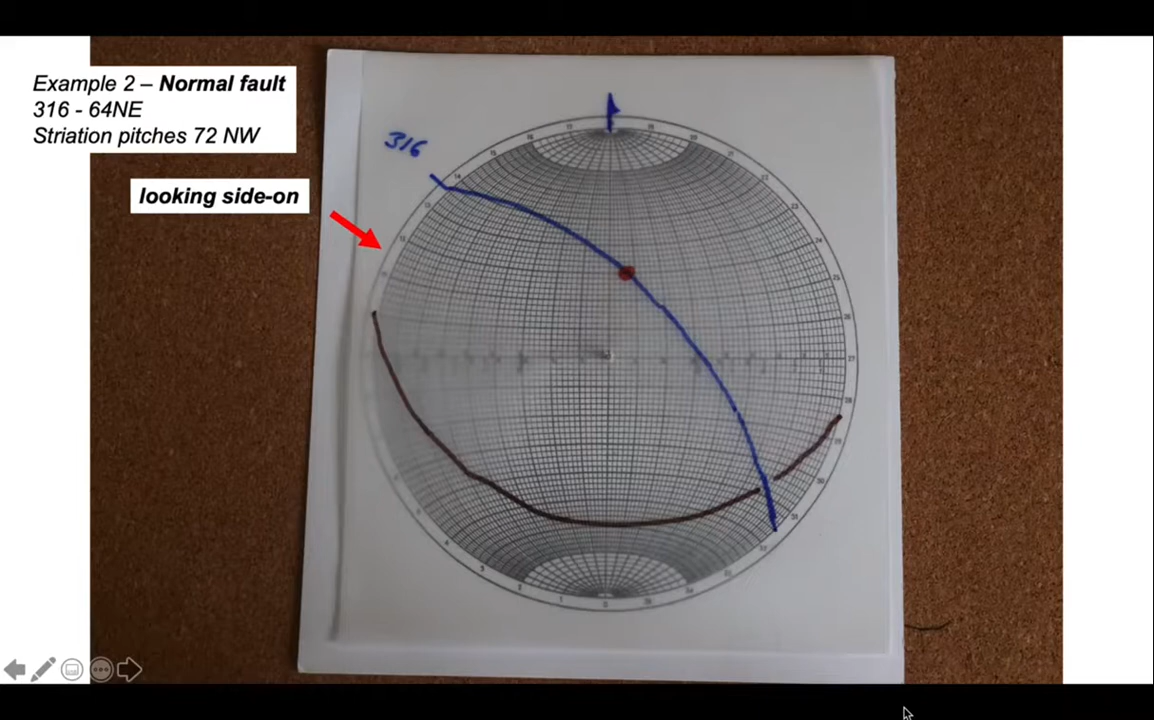 Example 2 – Normal fault
316 - 64NE
Striation pitches 72 NW
looking side-on
316